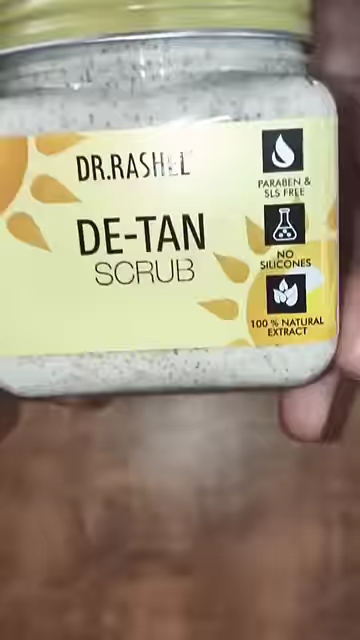 DR.RASHEL
DE-TAN
SCRUB
PARABEN &
SLS FREE
NO
SILICONES
100 % NATURAL
EXTRACT